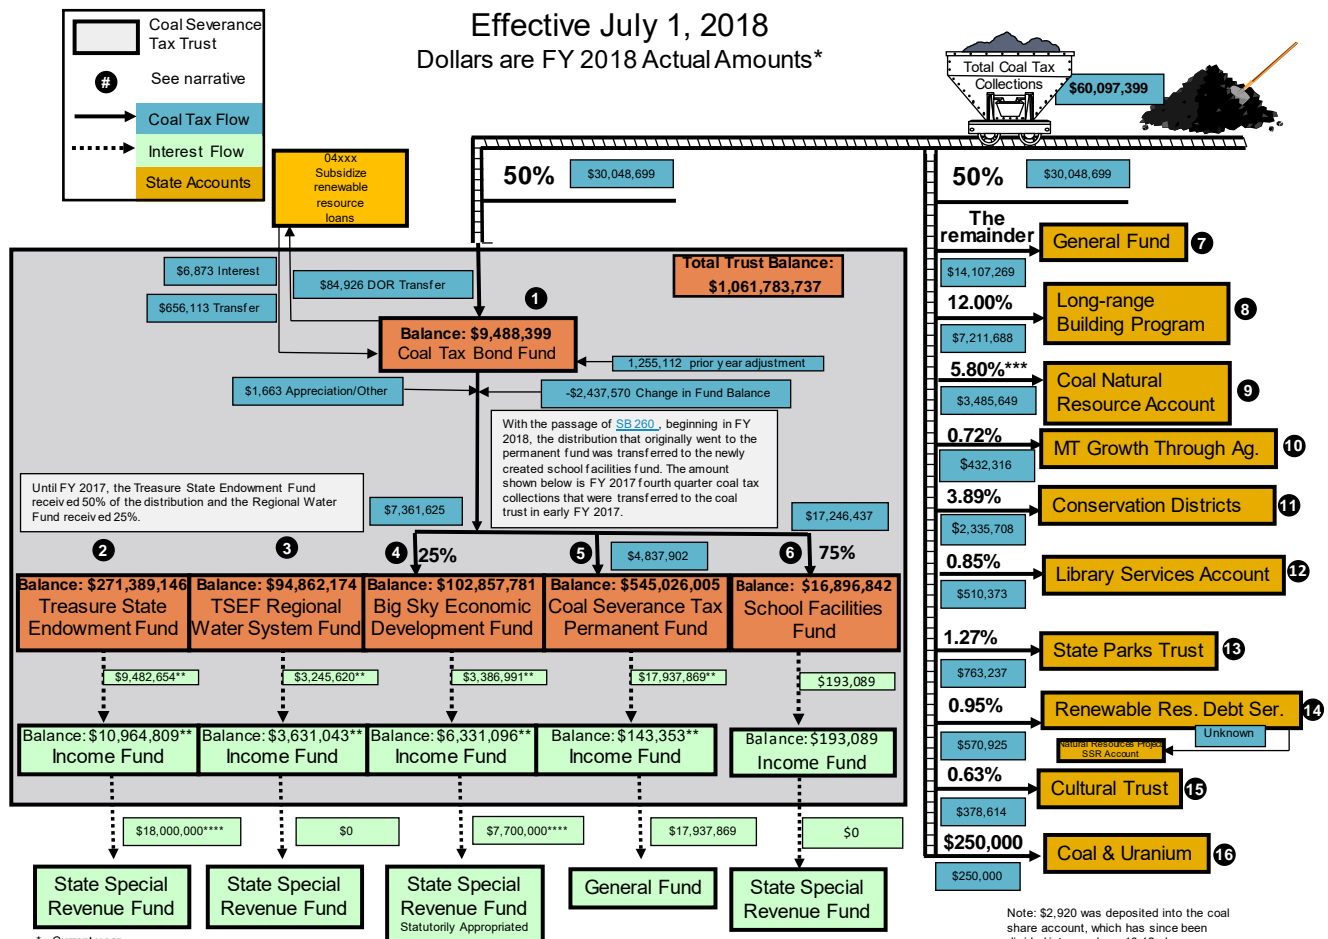 Effective July 1, 2018
Dollars are FY 2018 Actual Amounts*
Coal Severance
Tax Trust
#
See narrative
Coal Tax Flow
Interest Flow
State Accounts
Total Coal Tax
Collections
$60,097,399
04xxx
Subsidize
renewable
resource
loans
50%
$30,048,699
50%
$30,048,699
$6,873 Interest
$84,926 DOR Transfer
$656,113 Transfer
Total Trust Balance:
$1,061,783,737
1
Balance: $9,488,399
Coal Tax Bond Fund
1,255,112 prior year adjustment
$1,663 Appreciation/Other
-$2,437,570 Change in Fund Balance
With the passage of SB 260 , beginning in FY
2018, the distribution that originally went to the
permanent fund was transferred to the newly
created school facilities fund. The amount
shown below is FY 2017 fourth quarter coal tax
collections that were transferred to the coal
trust in early FY 2017.
Until FY 2017, the Treasure State Endowment Fund
received 50% of the distribution and the Regional Water
Fund received 25%.
$7,361,625
$17,246,437
2
3
4
25%
5
$4,837,902
6
75%
Balance: $271,389,146
Treasure State
Endowment Fund
Balance: $94,862,174
TSEF Regional
Water System Fund
Balance: $102,857,781
Big Sky Economic
Development Fund
Balance: $545,026,005
Coal Severance Tax
Permanent Fund
Balance: $16,896,842
School Facilities
Fund
$9,482,654**
$3,245,620**
$3,386,991**
$17,937,869**
$193,089
Balance: $10,964,809**
Income Fund
Balance: $3,631,043**
Income Fund
Balance: $6,331,096**
Income Fund
Balance: $143,353**
Income Fund
Balance: $193,089
Income Fund
$18,000,000****
$0
$7,700,000****
$17,937,869
$0
State Special
Revenue Fund
State Special
Revenue Fund
State Special
Revenue Fund
Statutorily Appropriated
General Fund
State Special
Revenue Fund
The
remainder
General Fund
7
$14,107,269
12.00%
Long-range
Building Program
8
$7,211,688
5.80%***
Coal Natural
Resource Account
9
$3,485,649
0.72%
MT Growth Through Ag.
10
$432,316
3.89%
Conservation Districts
11
$2,335,708
0.85%
Library Services Account
12
$510,373
1.27%
State Parks Trust
13
$763,237
0.95%
Renewable Res. Debt Ser.
14
$570,925
Unknown
Natural Resources Project
SSR Account
0.63%
Cultural Trust
15
$378,614
$250,000
Coal & Uranium
16
$250,000
Note: $2,920 was deposited into the coal
share account, which has since been